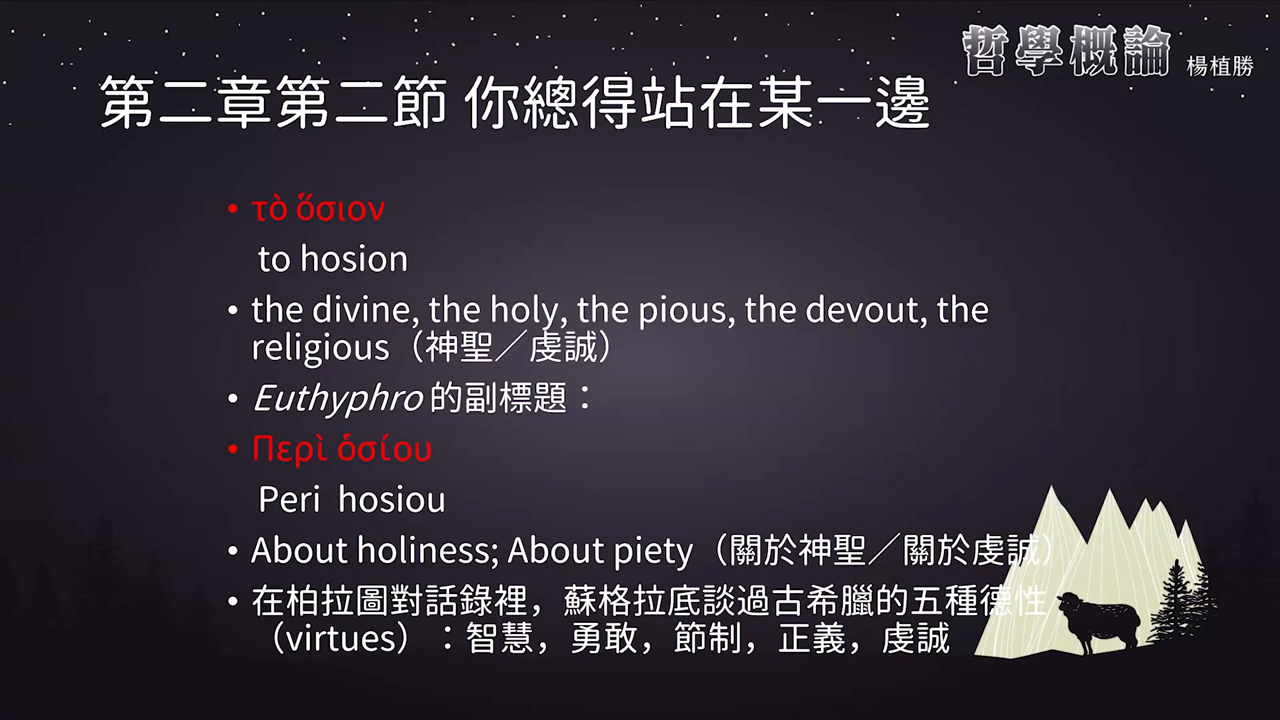 哲學概論 楊植勝
第二章第二節 你總得站在某一邊
• τὸ ὅσιον
to hosion
• the divine, the holy, the pious, the devout, the
religious（神聖／虔誠）
• Euthyphro 的副標題：
• Περὶ ὁσίου
Peri hosiou
• About holiness; About piety（關於神聖／關於虔誠）
• 在柏拉圖對話錄裡，蘇格拉底談過古希臘的五種德性
（virtues）：智慧，勇敢，節制，正義，虔誠